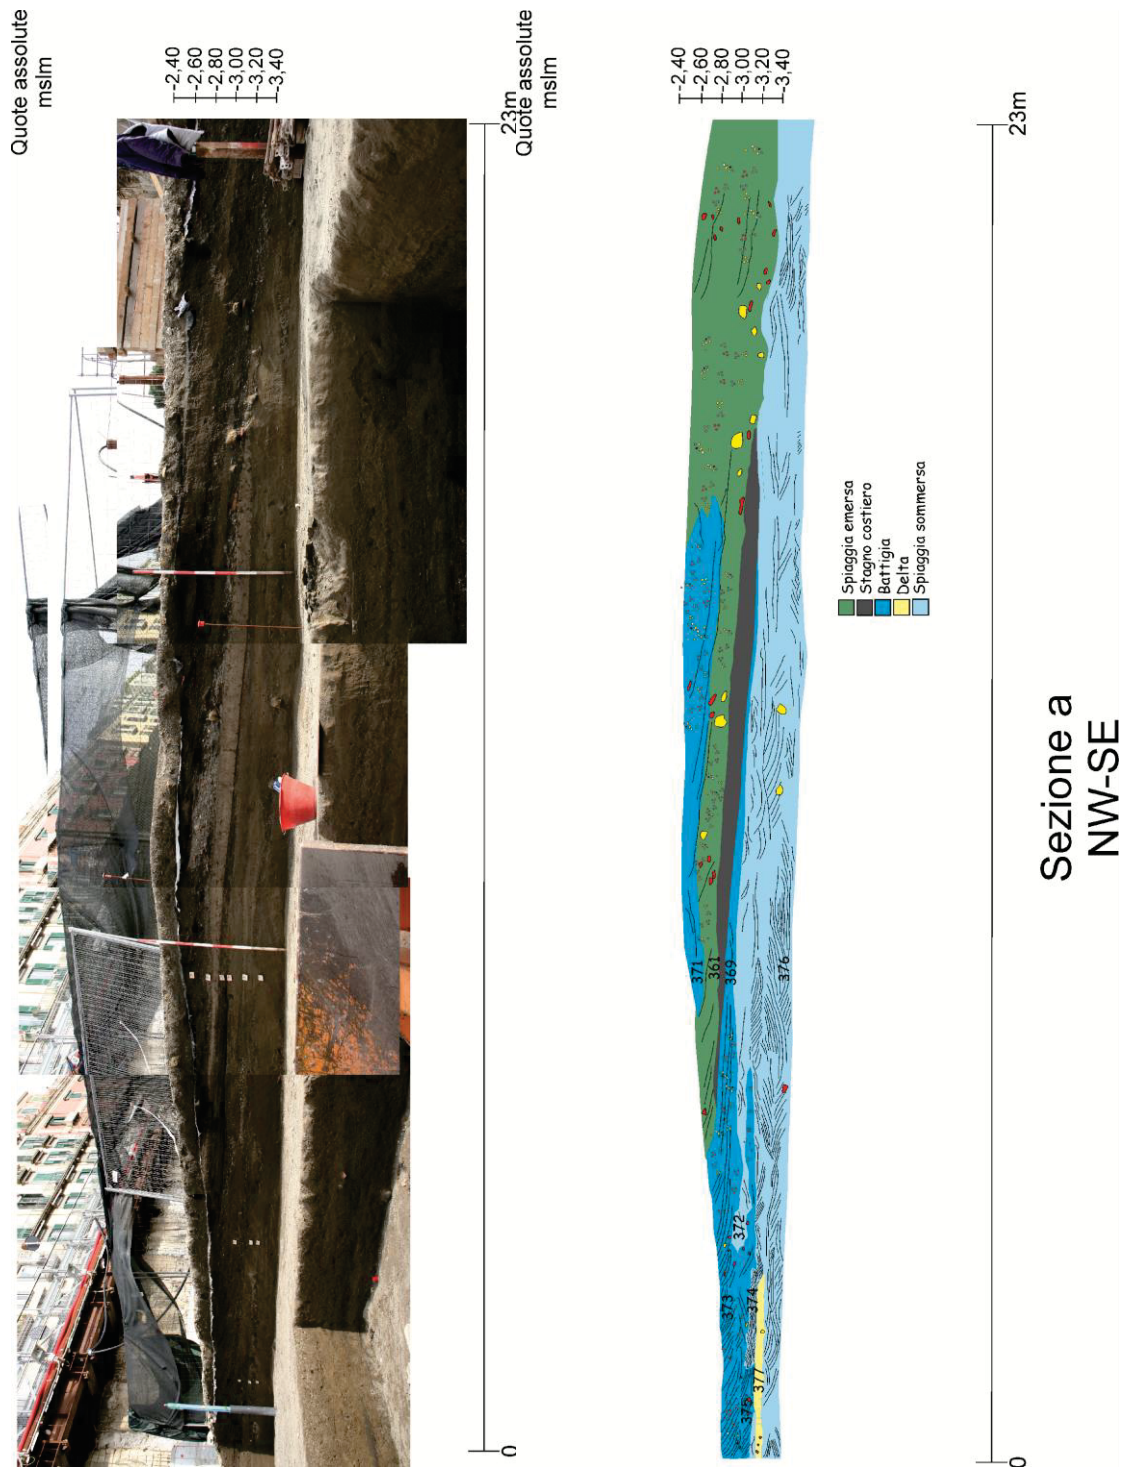 Quote assolute
mslm
-2,40
-2,60
-2,80
-3,00
-3,20
-3,40
23m
0
Quote assolute
mslm
-2,40
-2,60
-2,80
-3,00
-3,20
-3,40
23m
0
371
361
369
376
372
373
374
375
377
Spiaggia emersa
Stagno costiero
Battigia
Delta
Spiaggia sommersa
Sezione a
NW-SE